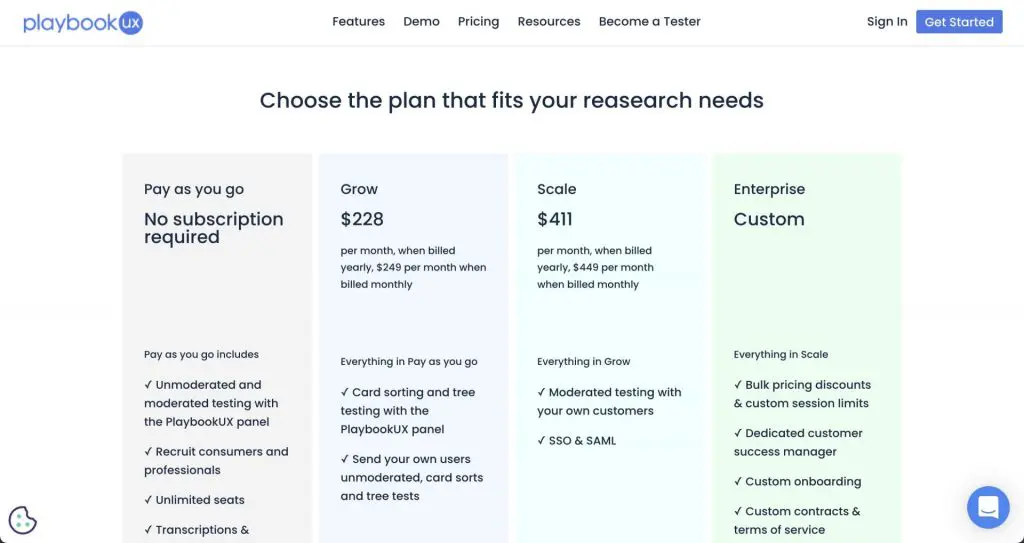 playbookux
Features Demo Pricing Resources Become a Tester
Sign In Get Started
Choose the plan that fits your reasearch needs
Pay as you go
No subscription
required
Pay as you go includes
✓ Unmoderated and
moderated testing with
the PlaybookUX panel
✓ Recruit consumers and
professionals
✓ Unlimited seats
✓ Transcriptions &
Grow
$228
per month, when billed
yearly, $249 per month when
billed monthly
Everything in Pay as you go
✓ Card sorting and tree
testing with the
PlaybookUX panel
✓ Send your own users
unmoderated, card sorts
and tree tests
Scale
$411
per month, when billed
yearly, $449 per month
when billed monthly
Everything in Grow
✓ Moderated testing with
your own customers
✓ SSO & SAML
Enterprise
Custom
Everything in Scale
✓ Bulk pricing discounts
& custom session limits
✓ Dedicated customer
success manager
✓ Custom onboarding
✓ Custom contracts &
terms of service